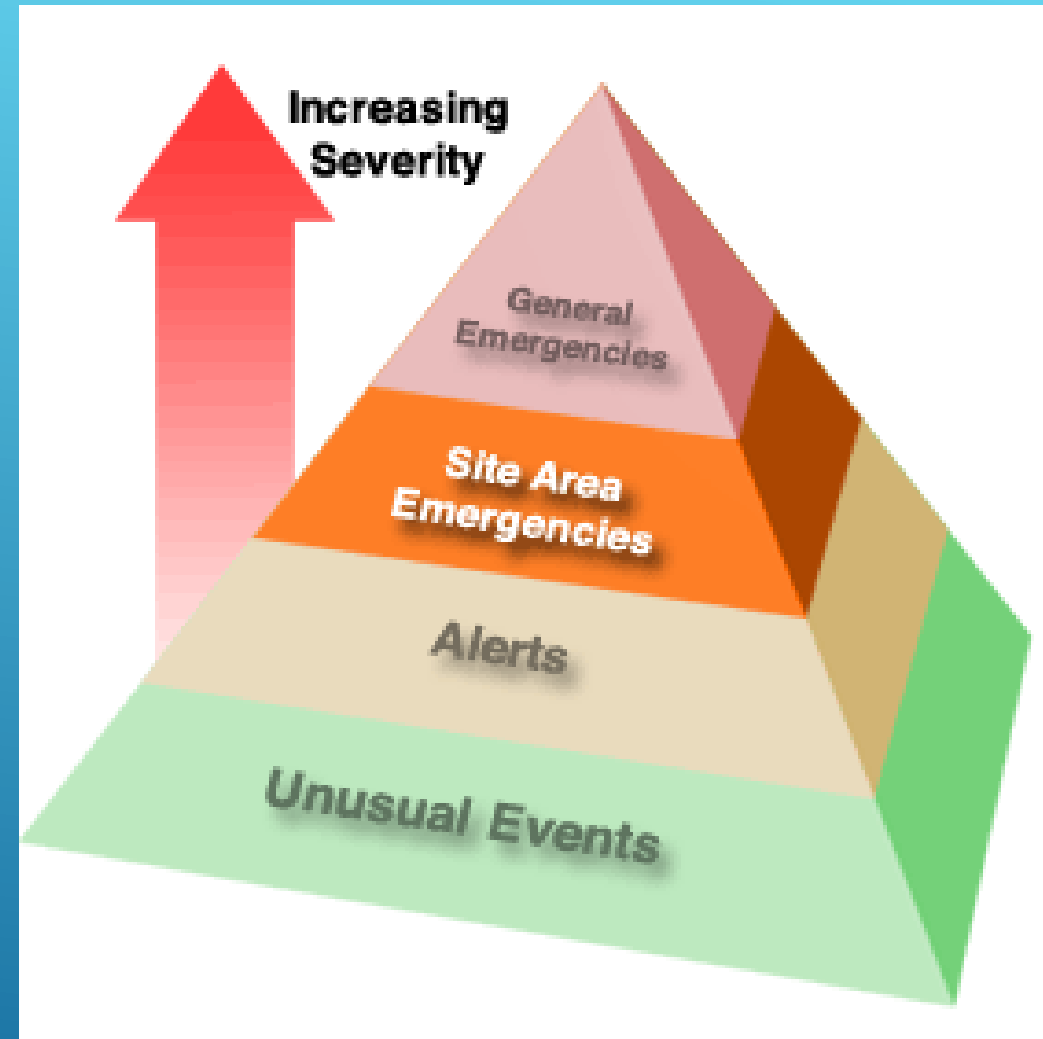 Increasing
Severity
General
Emergencies
Site Area
Emergencies
Alerts
Unusual Events